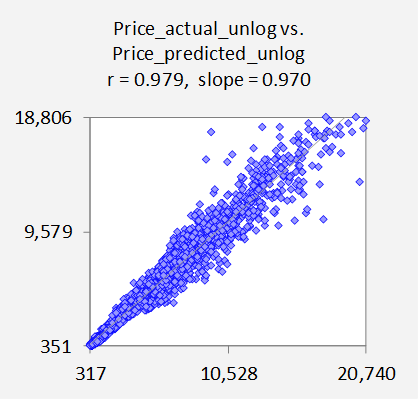 Price_actual_unlog vs.
Price_predicted_unlog
r = 0.979, slope = 0.970
18,806
9,579
351
317 10,528 20,740